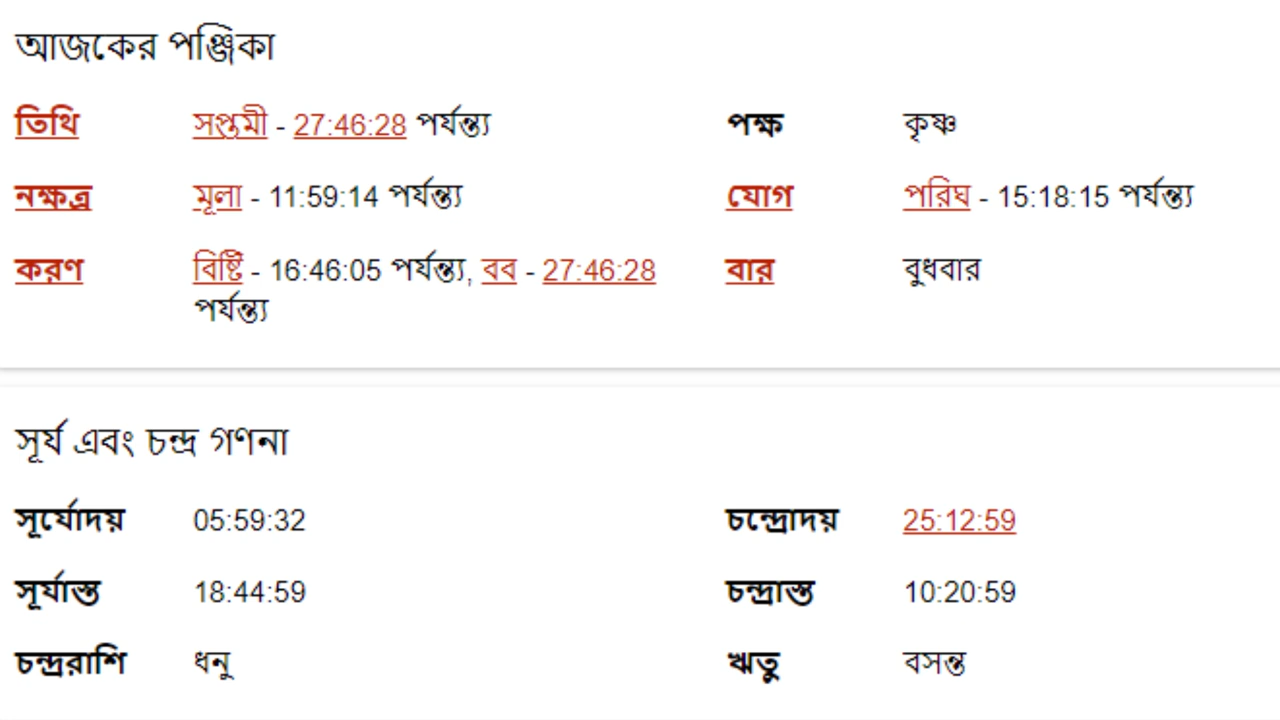 আজকের পঞ্জিকা
তিথি সপ্তমী - 27:46:28 পর্যন্ত্য পক্ষ কৃষ্ণ
নক্ষত্র মূলা - 11:59:14 পর্যন্ত্য যোগ পরিঘ - 15:18:15 পর্যন্ত্য
করণ বিষ্টি - 16:46:05 পর্যন্ত্য, বব - 27:46:28 বার বুধবার
পর্যন্ত্য
সূর্য এবং চন্দ্র গণনা
সূর্যোদয় 05:59:32 চন্দ্রোদয় 25:12:59
সূর্যাস্ত 18:44:59 চন্দ্রাস্ত 10:20:59
চন্দ্ররাশি ধনু ঋতু বসন্ত